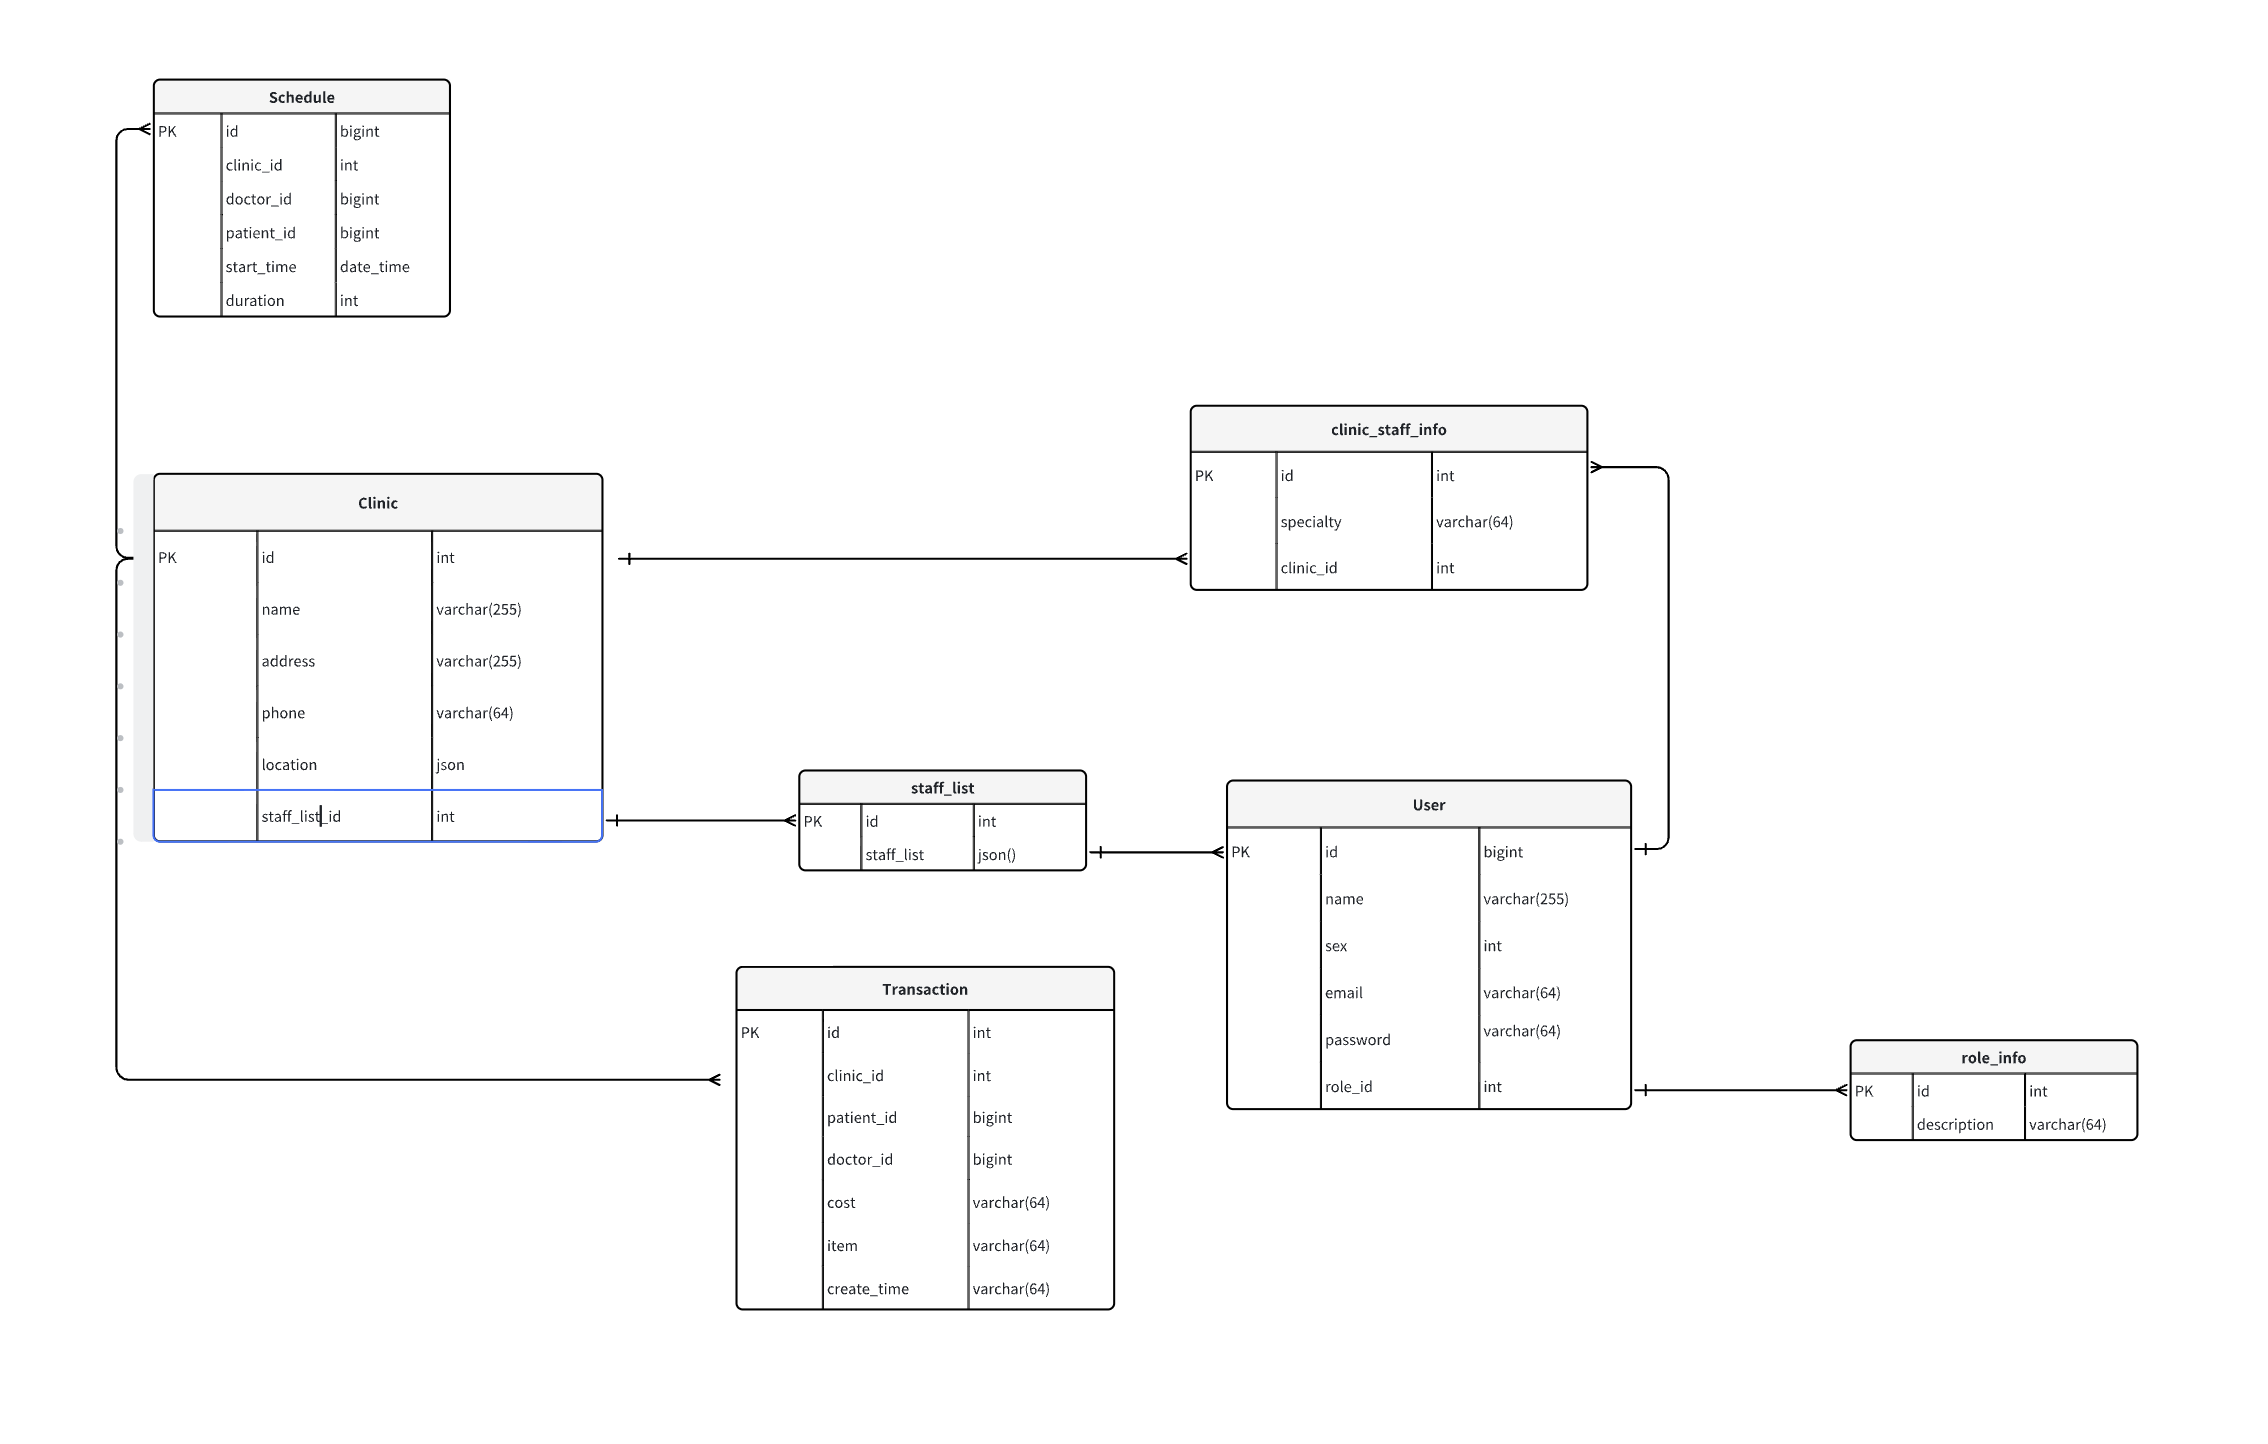 Schedule
PK id bigint
clinic_id int
doctor_id bigint
patient_id bigint
start_time date_time
duration int
clinic_staff_info
PK id int
specialty varchar(64)
clinic_id int
Clinic
PK id int
name varchar(255)
address varchar(255)
phone varchar(64)
location json
staff_list_id int
staff_list
PK id int
staff_list json()
User
PK id bigint
name varchar(255)
sex int
email varchar(64)
password varchar(64)
role_id int
Transaction
PK id int
clinic_id int
patient_id bigint
doctor_id bigint
cost varchar(64)
item varchar(64)
create_time varchar(64)
role_info
PK id int
description varchar(64)